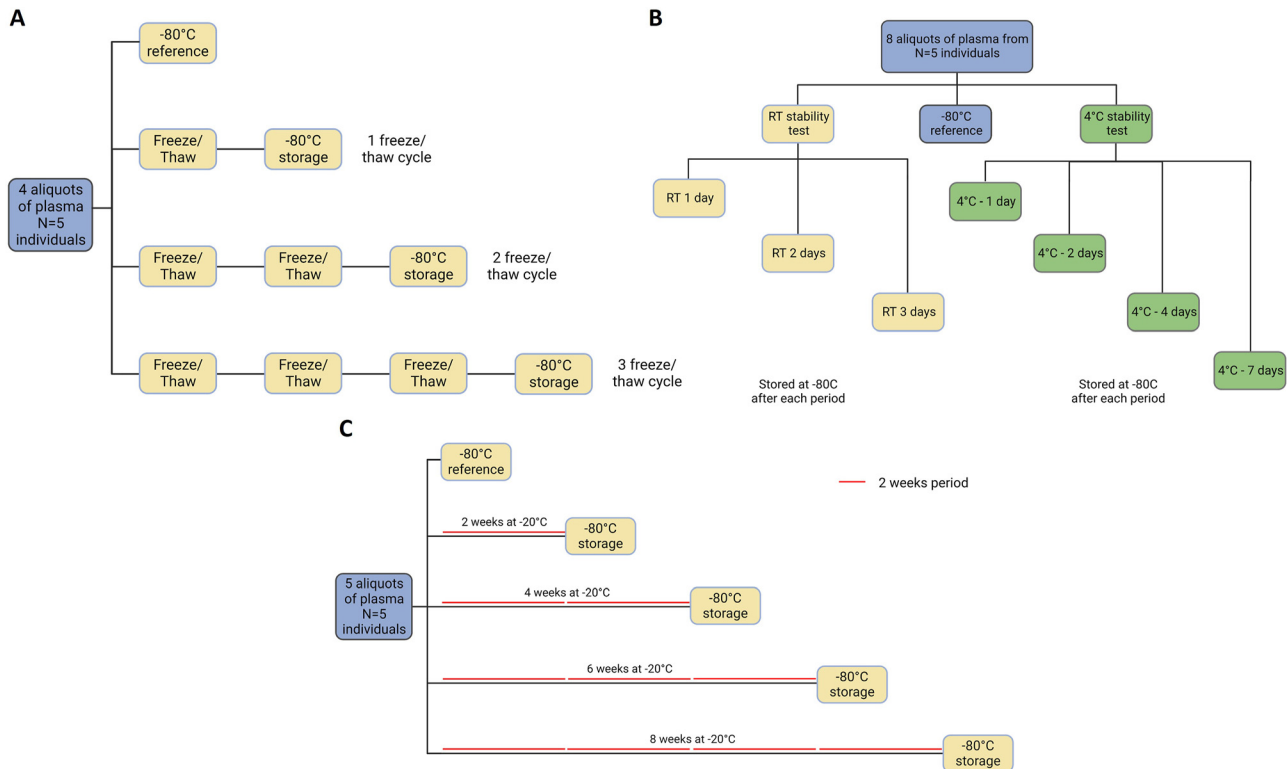 A
-80°C
reference
Freeze/
Thaw
-80°C
storage
1 freeze/
thaw cycle
4 aliquots
of plasma
N=5
individuals
Freeze/
Thaw
Freeze/
Thaw
-80°C
storage
2 freeze/
thaw cycle
Freeze/
Thaw
Freeze/
Thaw
Freeze/
Thaw
-80°C
storage
3 freeze/
thaw cycle
B
8 aliquots of plasma from
N=5 individuals
RT stability
test
-80°C
reference
4°C stability
test
RT 1 day
RT 2 days
RT 3 days
4°C - 1 day
4°C - 2 days
4°C - 4 days
4°C - 7 days
Stored at -80C
after each period
Stored at -80C
after each period
C
-80°C
reference
2 weeks period
2 weeks at -20°C
-80°C
storage
5 aliquots
of plasma
N=5
individuals
4 weeks at -20°C
-80°C
storage
6 weeks at -20°C
-80°C
storage
8 weeks at -20°C
-80°C
storage